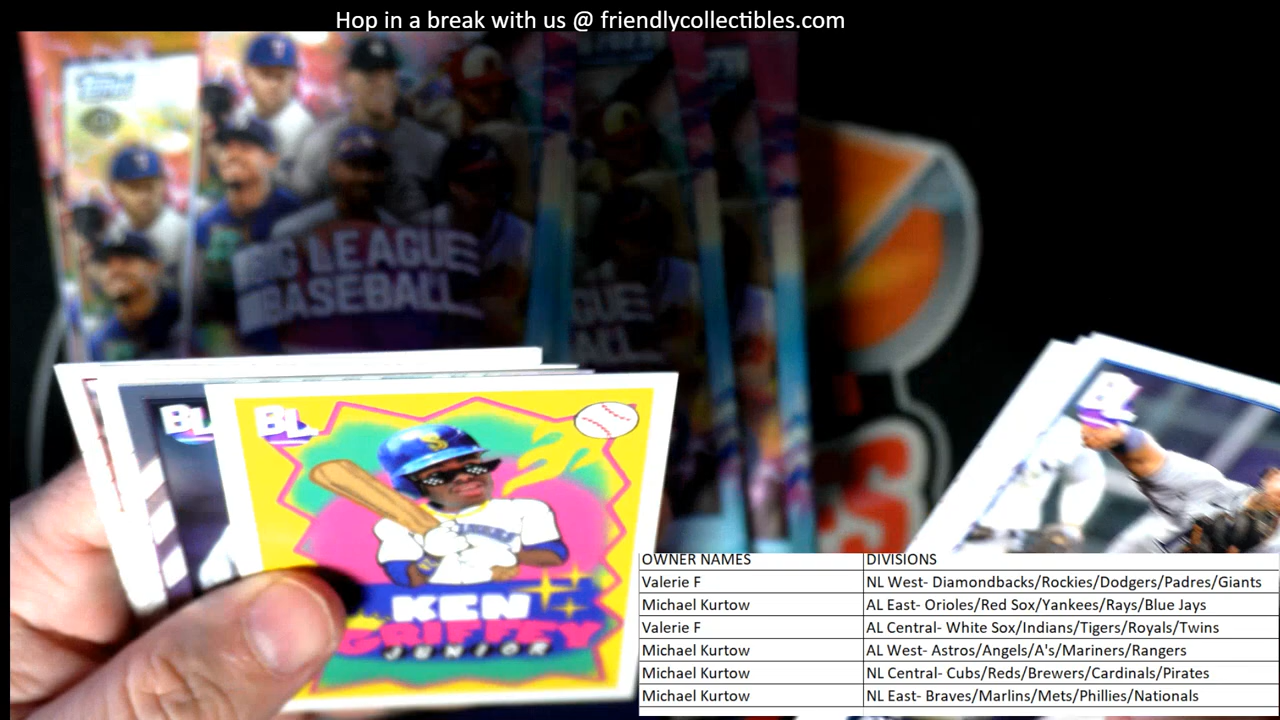 Hop in a break with us @ friendlycollectibles.com
BIG LEAGUE
BASEBALL
BL
BL
BL
KEN
GRIFFEY
JUNIOR
OWNER NAMES DIVISIONS
Valerie F NL West- Diamondbacks/Rockies/Dodgers/Padres/Giants
Michael Kurtow AL East- Orioles/Red Sox/Yankees/Rays/Blue Jays
Valerie F AL Central- White Sox/Indians/Tigers/Royals/Twins
Michael Kurtow AL West- Astros/Angels/A's/Mariners/Rangers
Michael Kurtow NL Central- Cubs/Reds/Brewers/Cardinals/Pirates
Michael Kurtow NL East- Braves/Marlins/Mets/Phillies/Nationals